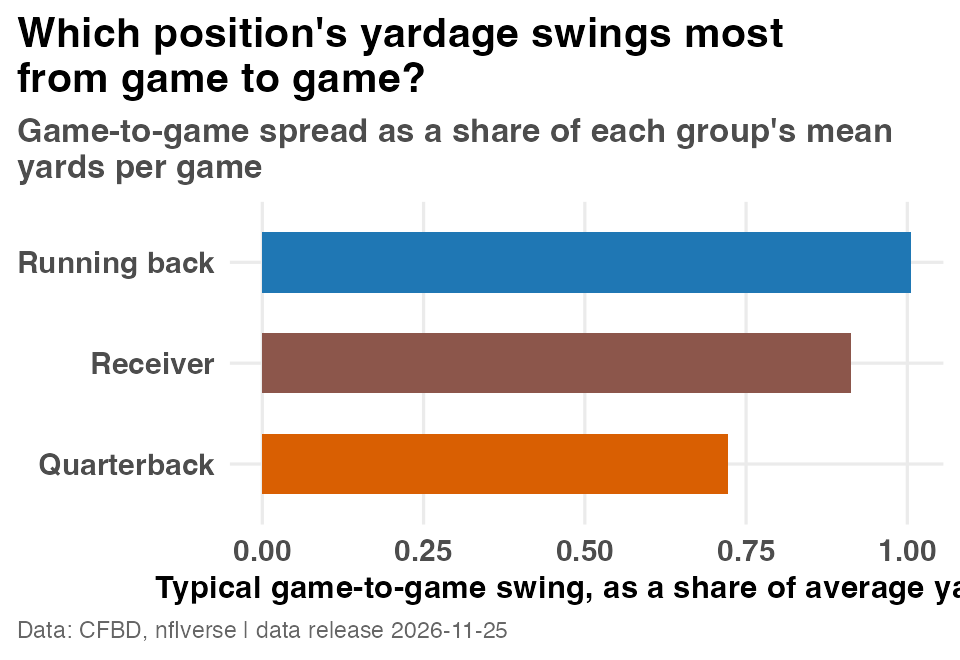 Which position's yardage swings most
from game to game?
Game-to-game spread as a share of each group's mean
yards per game
Running back
Receiver
Quarterback
0.00 0.25 0.50 0.75 1.00
Typical game-to-game swing, as a share of average
Data: CFBD, nflverse | data release 2026-11-25